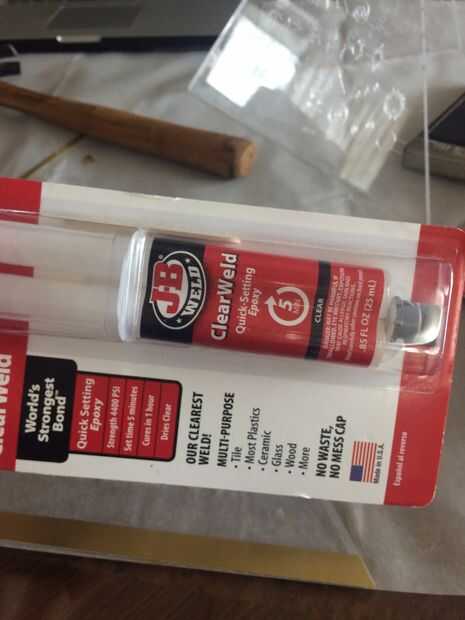 J-B
WELD
®
ClearWeld
Quick-Setting
Epoxy
5
MIN
CLEAR
.85 FL OZ (25 mL)
ClearWeld
World's
Strongest
Bond™
Quick Setting
Epoxy
Strength 4400 PSI
Set time 5 minutes
Cures in 1 hour
Dries Clear
OUR CLEAREST
WELD!
MULTI-PURPOSE
• Tile
• Most Plastics
• Ceramic
• Glass
• Wood
• More
NO WASTE,
NO MESS CAP
Made in U.S.A.
Español al reverso